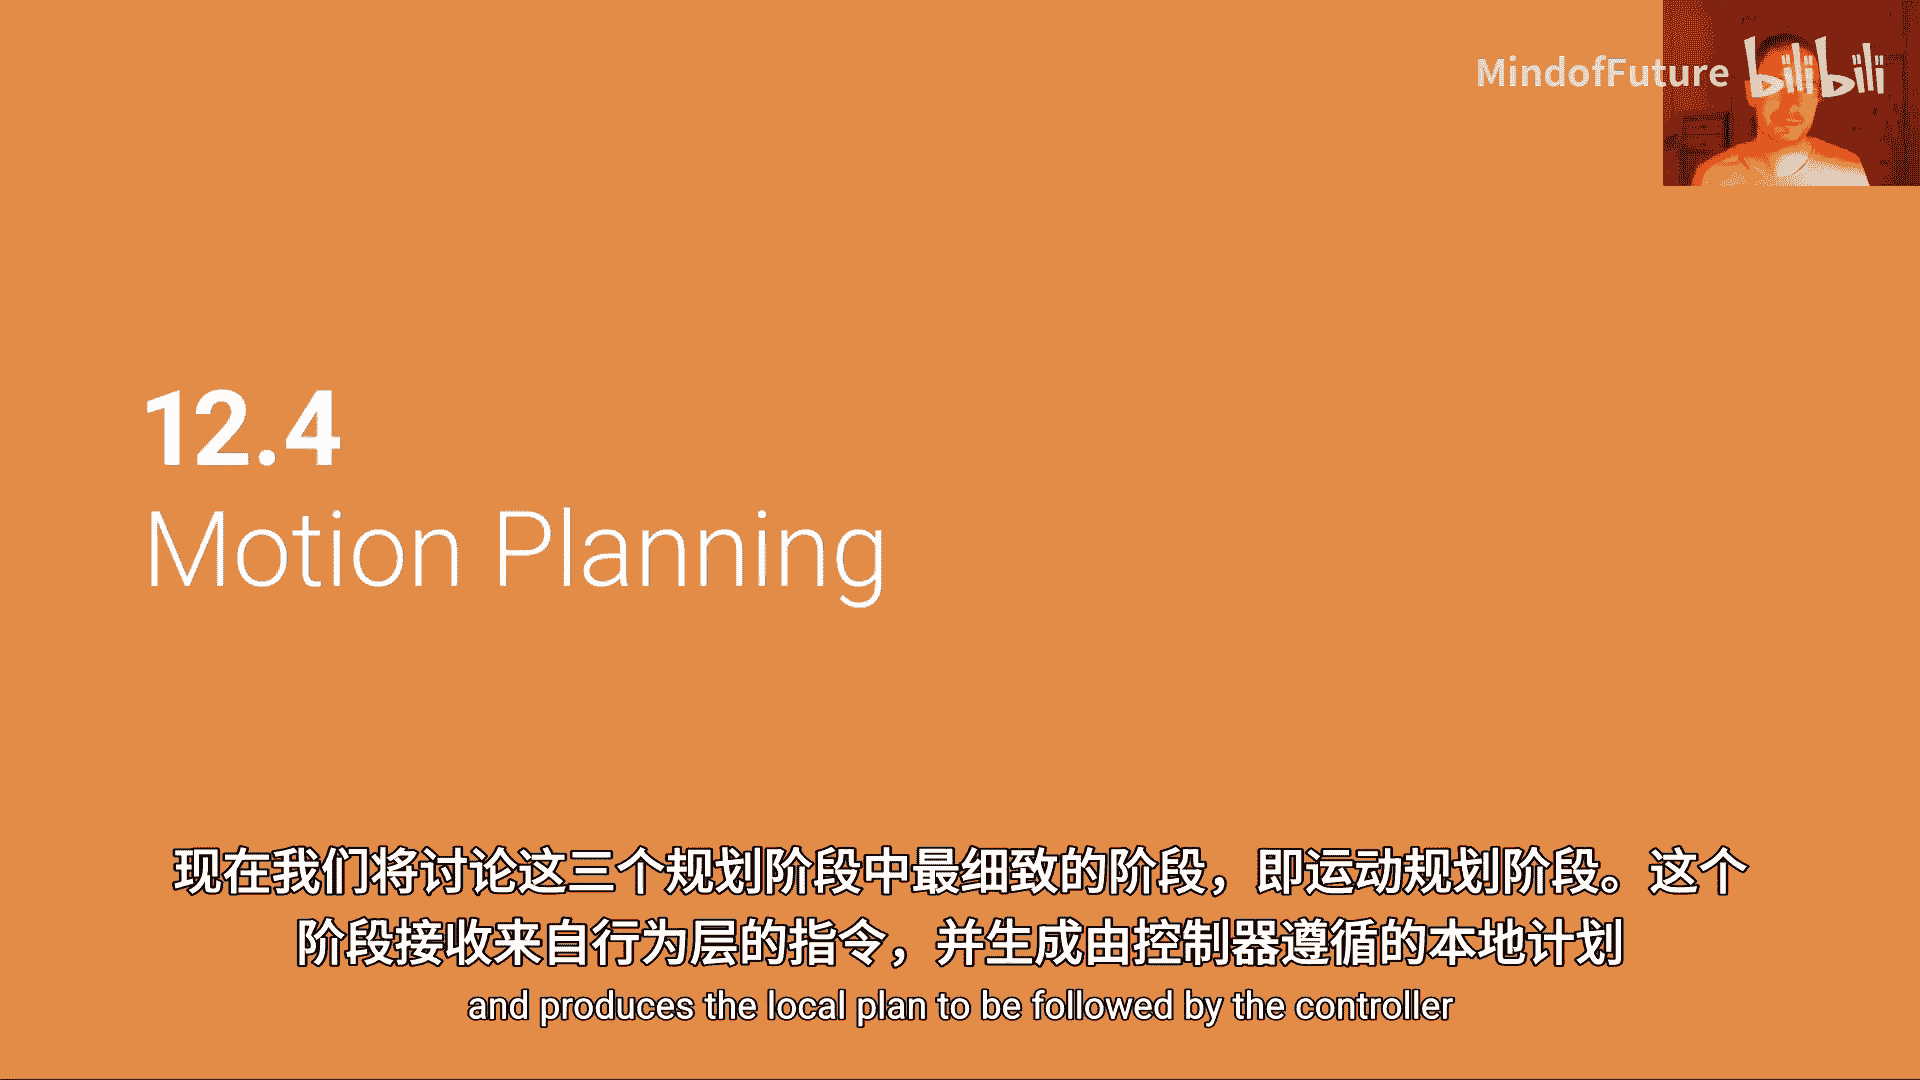 MindofFuture bilibili
12.4
Motion Planning
现在我们将讨论这三个规划阶段中最细致的阶段，即运动规划阶段。这个
阶段接收来自行为层的指令，并生成由控制器遵循的本地计划
and produces the local plan to be followed by the controller